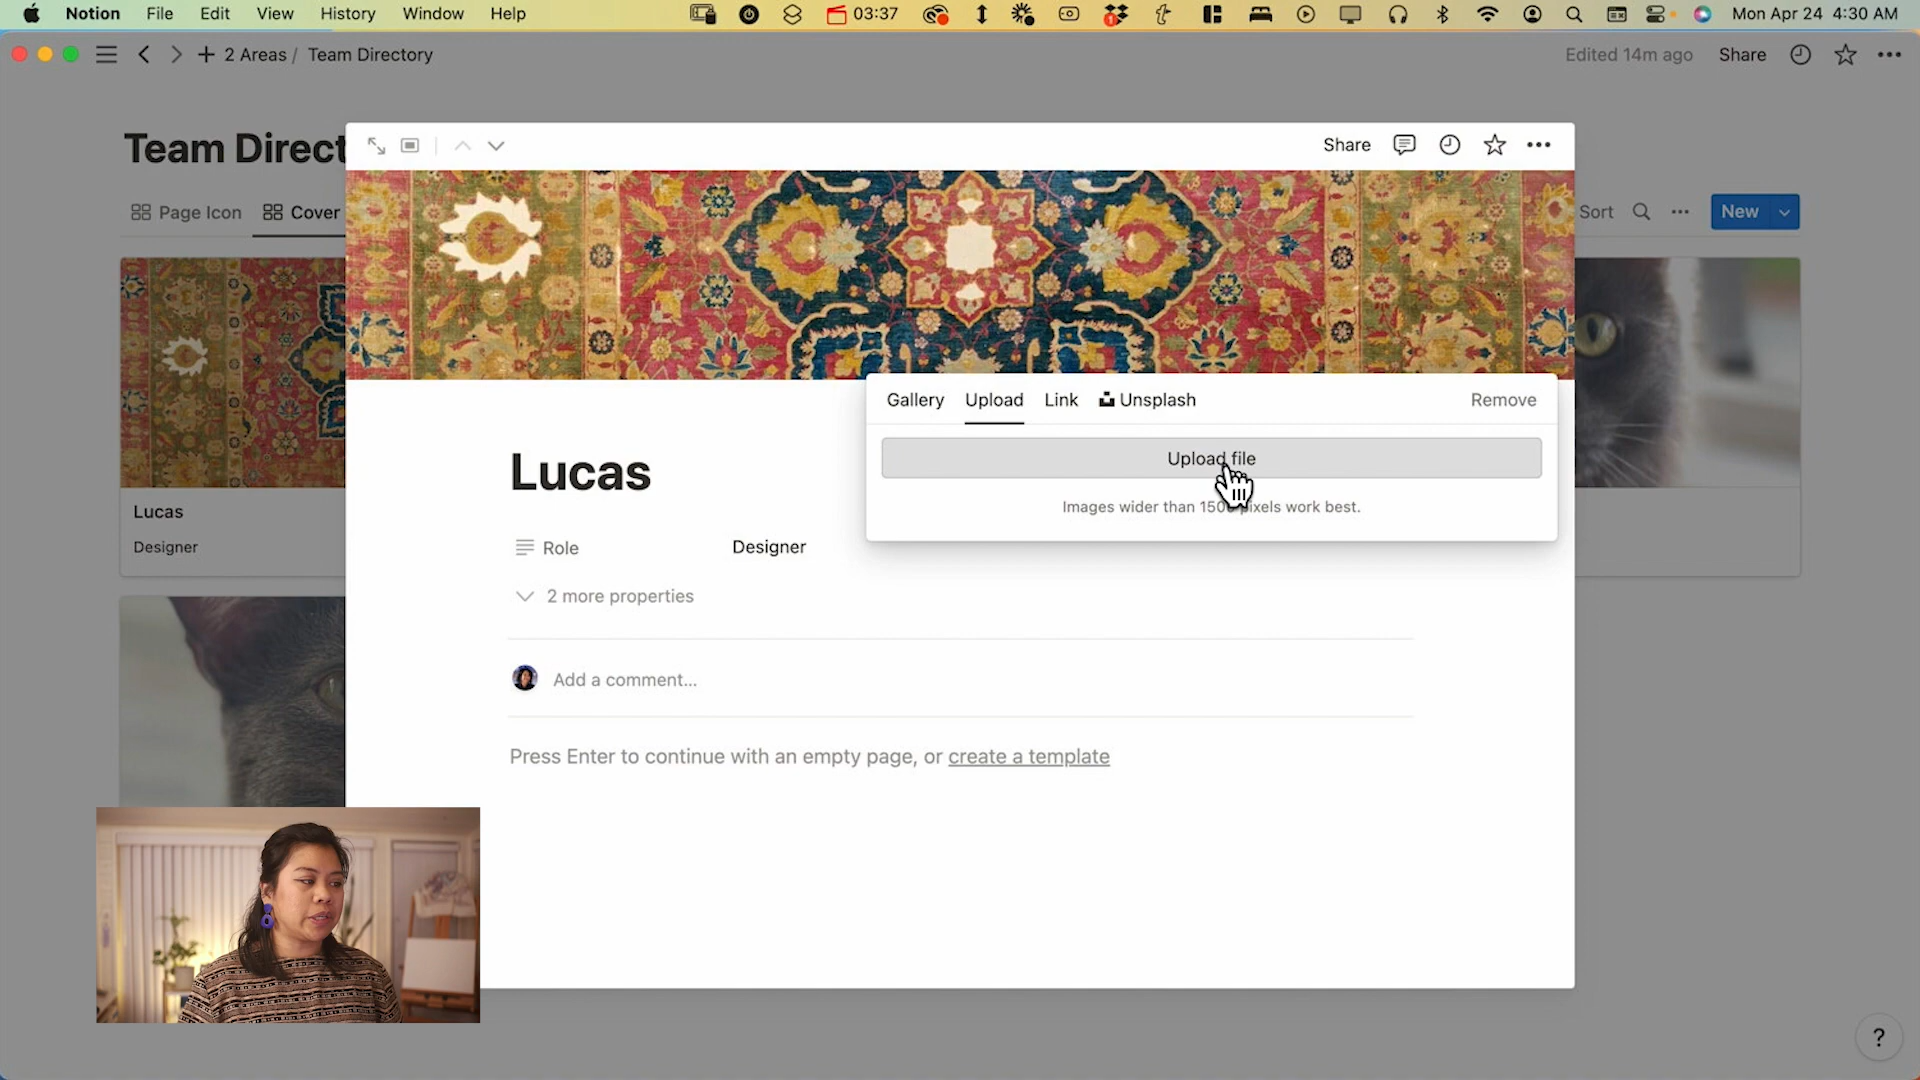 Notion File Edit View History Window Help 03:37 1 Mon Apr 24 4:30 AM
2 Areas / Team Directory Edited 14m ago Share
Team Direct
Share
Page Icon Cover Sort New
Gallery Upload Link Unsplash Remove
Upload file
Images wider than 150 pixels work best.
Lucas
Role Designer
2 more properties
Add a comment...
Press Enter to continue with an empty page, or create a template
Lucas
Designer
?